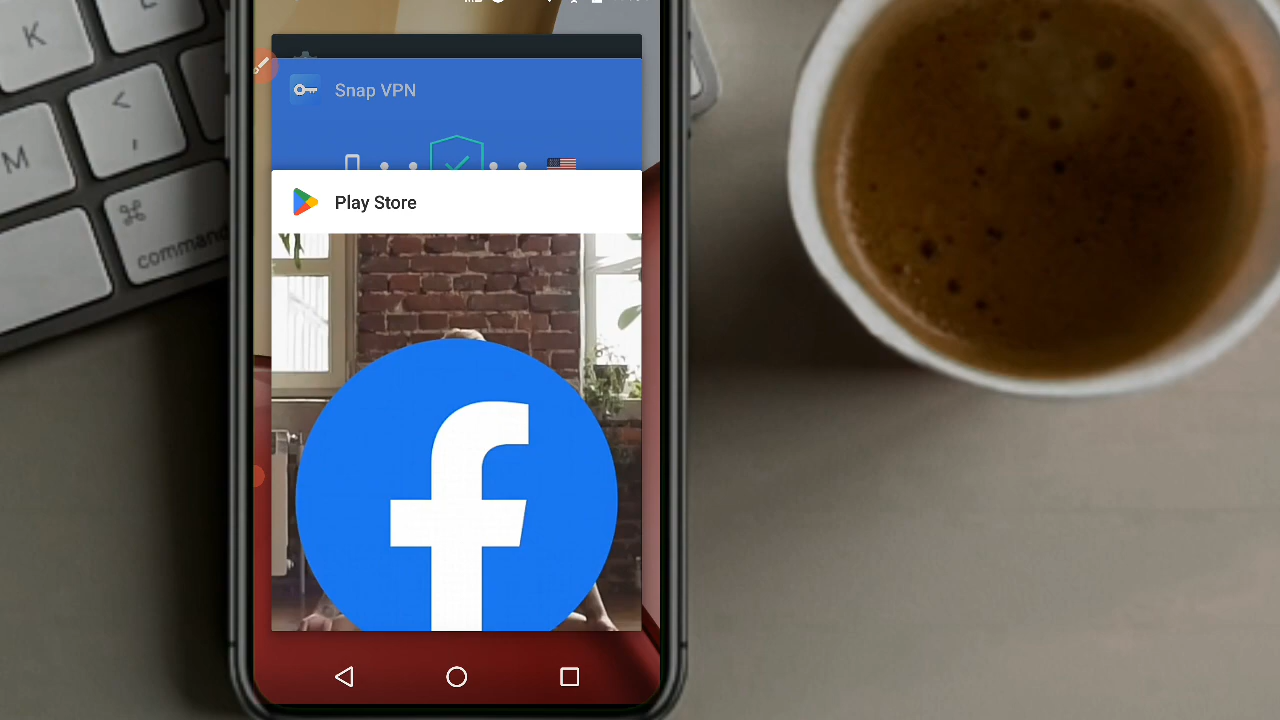 K
L
<
,
M
⌘
command
Snap VPN
Play Store
f